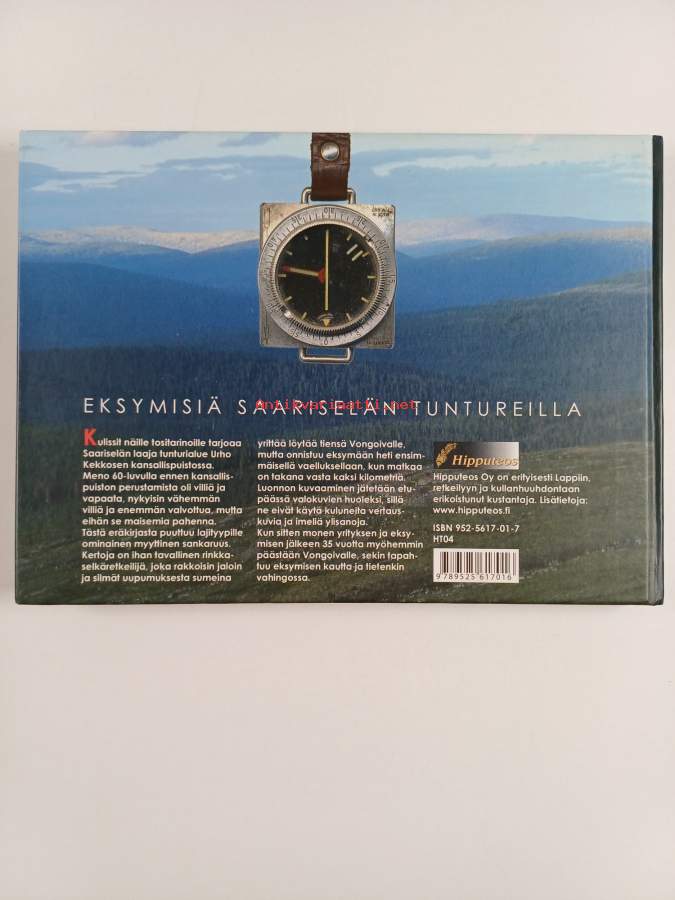 EKSYMISIÄ SAARISELÄN TUNTUREILLA
Antikvariaatti.net
Kulissit näille tositarinoille tarjoaa
Saariselän laaja tunturialue Urho
Kekkosen kansallispuistossa.
Meno 60-luvulla ennen kansallis-
puiston perustamista oli villiä ja
vapaata, nykyisin vähemmän
villiä ja enemmän valvottua, mutta
eihän se maisemia pahenna.
Tästä eräkirjasta puuttuu lajityypille
ominainen myyttinen sankaruus.
Kertoja on ihan tavallinen rinkka-
selkäretkeilijä, joka rakkoisin jaloin
ja silmät uupumuksesta sumeina
yrittää löytää tiensä Vongoivalle,
mutta onnistuu eksymään heti ensim-
mäisellä vaelluksellaan, kun matkaa
on takana vasta kaksi kilometriä.
Luonnon kuvaaminen jätetään etu-
päässä valokuvien huoleksi, sillä
ne eivät käytä kuluneita vertaus-
kuvia ja imeliä ylisanoja.
Kun sitten monen yrityksen ja eksy-
misen jälkeen 35 vuotta myöhemmin
päästään Vongoivalle, sekin tapah-
tuu eksymisen kautta ja tietenkin
vahingossa.
Hipputeos
Hipputeos Oy on erityisesti Lappiin,
retkeilyyn ja kullanhuuhdontaan
erikoistunut kustantaja. Lisätietoja:
www.hipputeos.fi
ISBN 952-5617-01-7
HT04
9 789525 617016